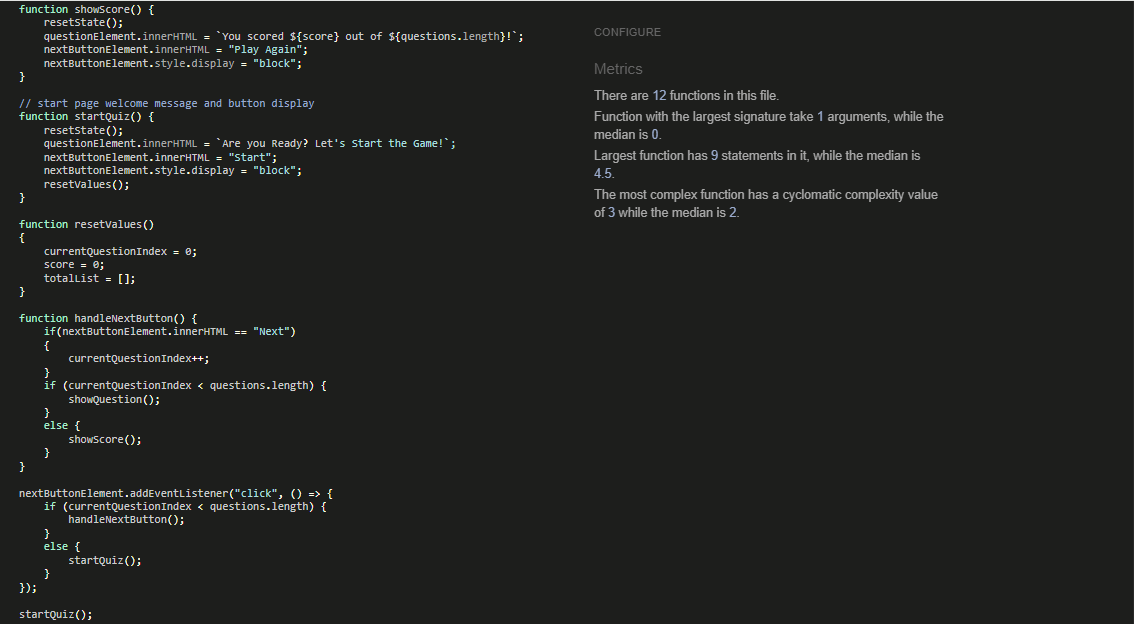 function showScore() {
    resetState();
    questionElement.innerHTML = `You scored ${score} out of ${questions.length}!`;
    nextButtonElement.innerHTML = "Play Again";
    nextButtonElement.style.display = "block";
}
// start page welcome message and button display
function startQuiz() {
    resetState();
    questionElement.innerHTML = `Are you Ready? Let's Start the Game!`;
    nextButtonElement.innerHTML = "Start";
    nextButtonElement.style.display = "block";
    resetValues();
}
function resetValues()
{
    currentQuestionIndex = 0;
    score = 0;
    totalList = [];
}
function handleNextButton() {
    if(nextButtonElement.innerHTML == "Next")
    {
        currentQuestionIndex++;
    }
    if (currentQuestionIndex < questions.length) {
        showQuestion();
    }
    else {
        showScore();
    }
}
nextButtonElement.addEventListener("click", () => {
    if (currentQuestionIndex < questions.length) {
        handleNextButton();
    }
    else {
        startQuiz();
    }
});
startQuiz();
CONFIGURE
Metrics
There are 12 functions in this file.
Function with the largest signature take 1 arguments, while the
median is 0.
Largest function has 9 statements in it, while the median is
4.5.
The most complex function has a cyclomatic complexity value
of 3 while the median is 2.